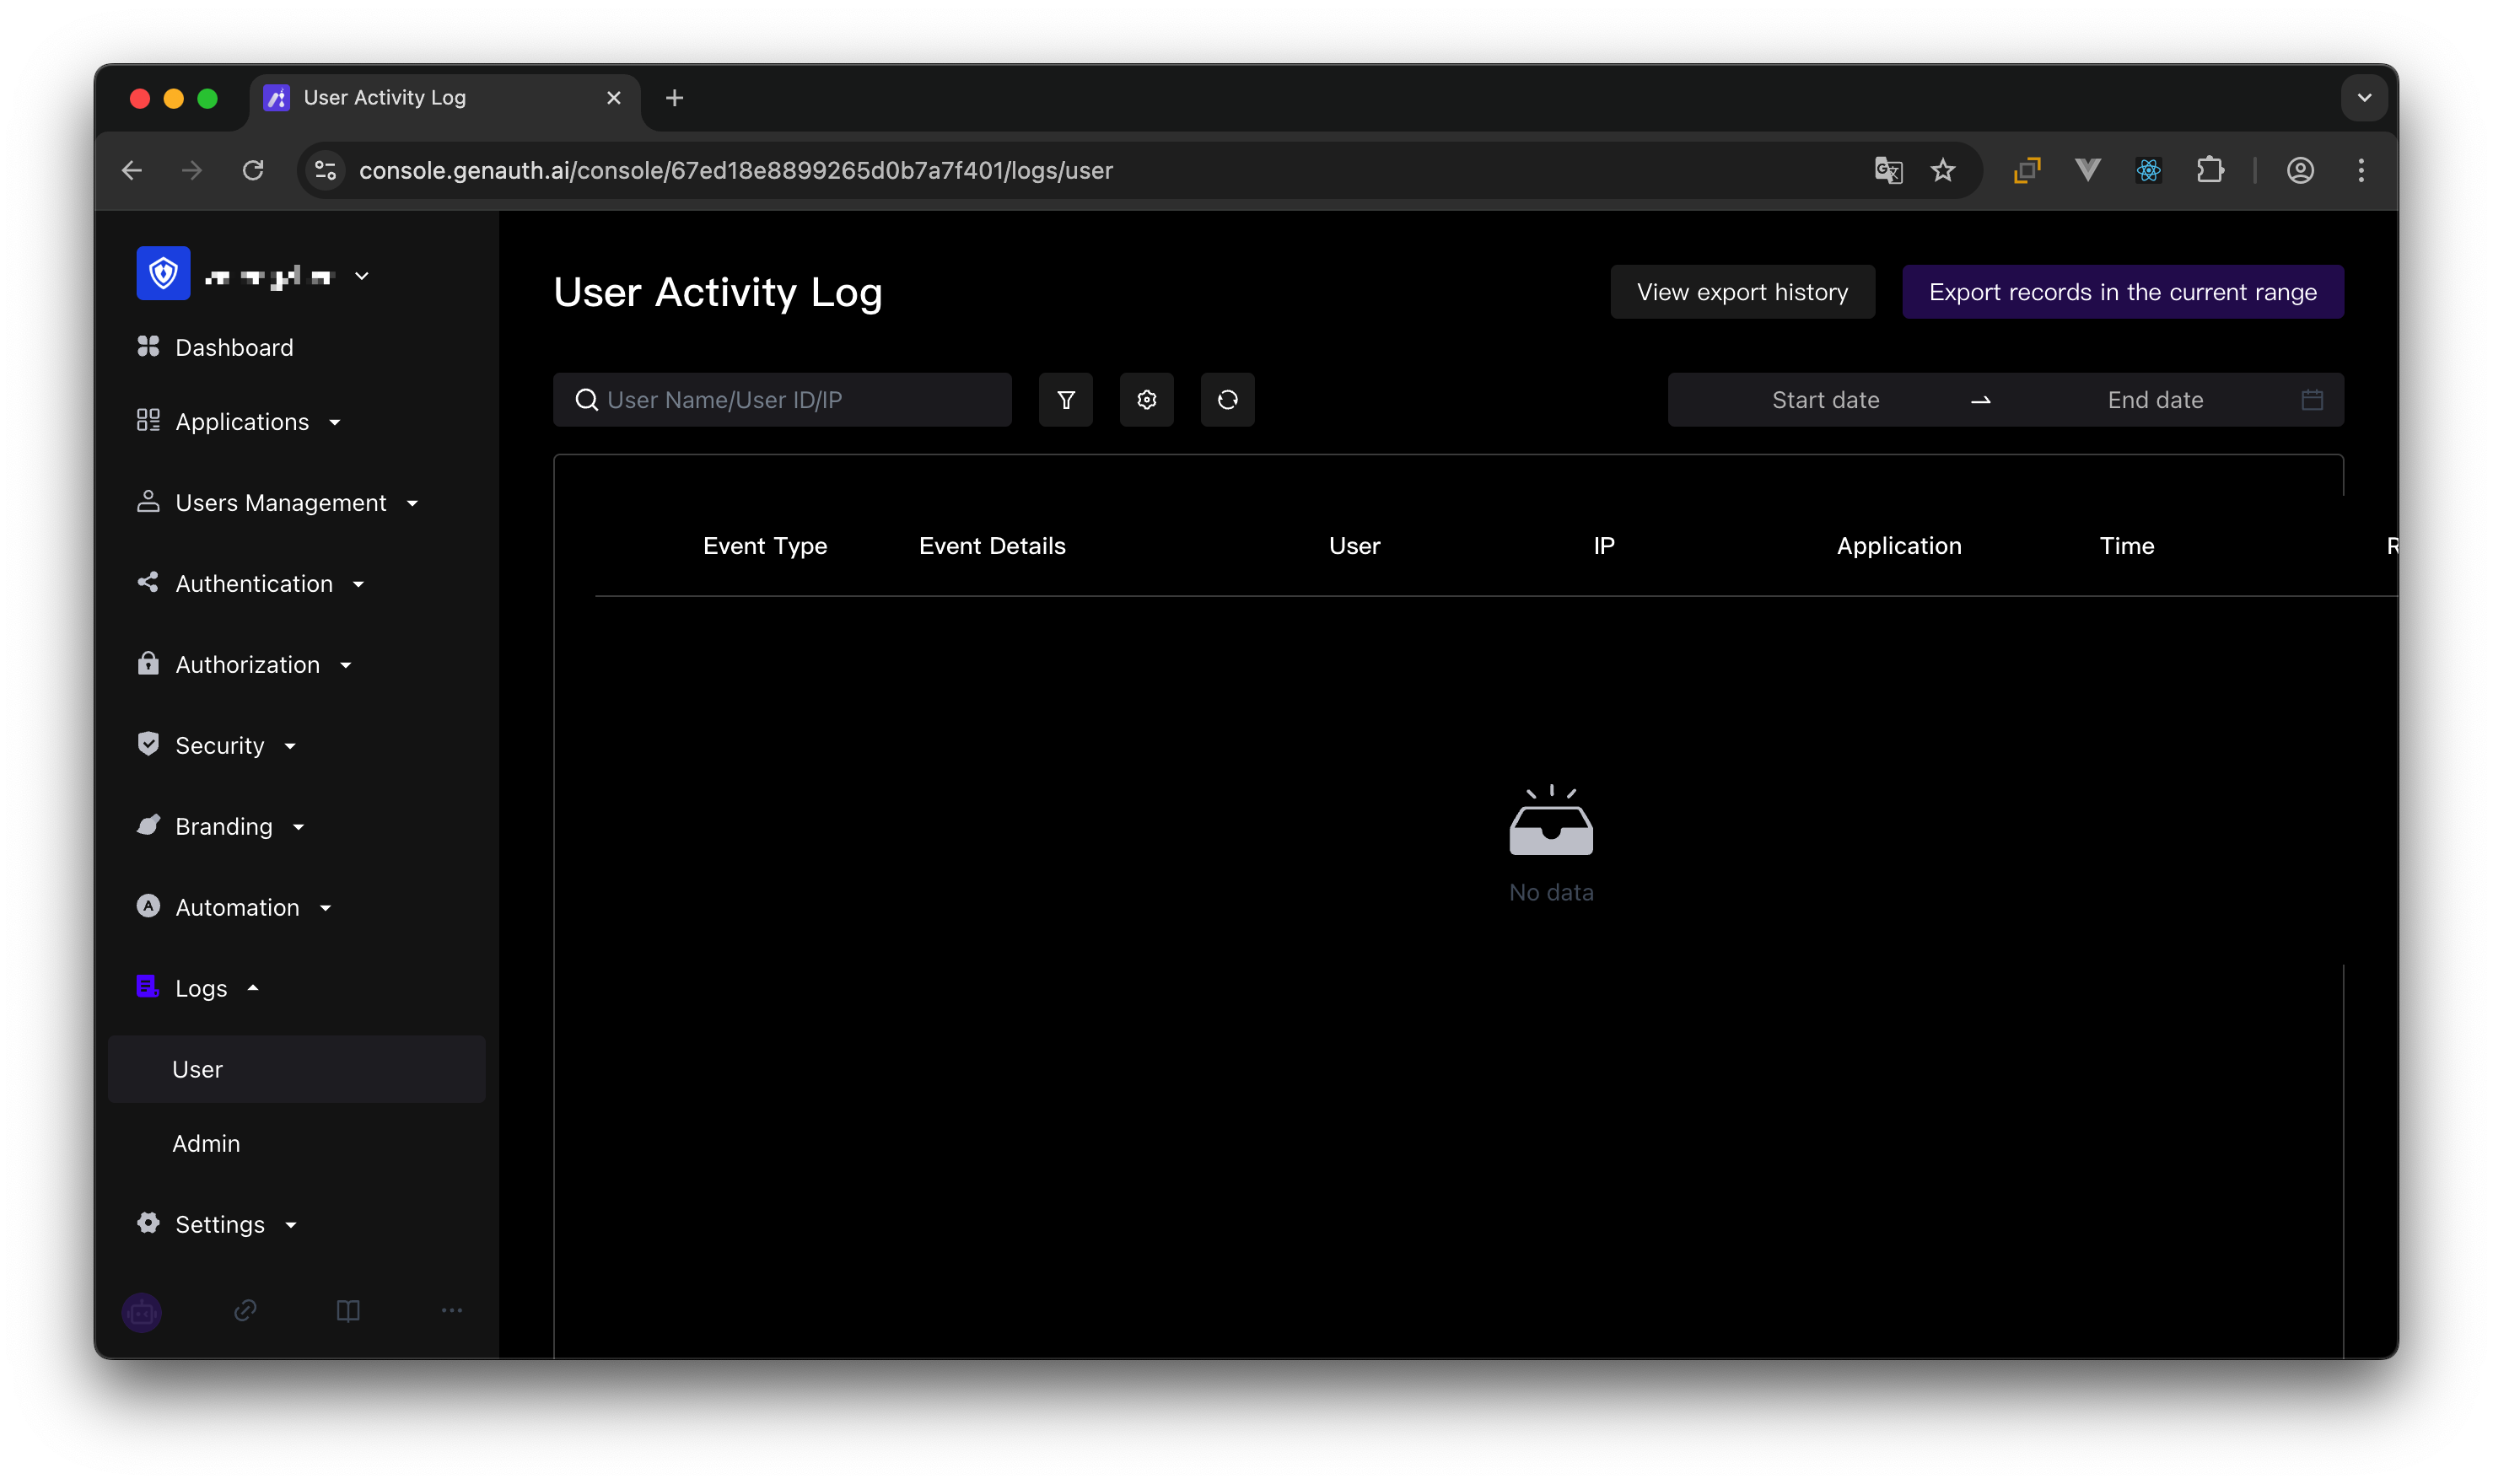 User Activity Log
console.genauth.ai/console/67ed18e8899265d0b7a7f401/logs/user
Dashboard
Applications
Users Management
Authentication
Authorization
Security
Branding
Automation
Logs
User
Admin
Settings
User Activity Log
View export history
Export records in the current range
User Name/User ID/IP
Start date
End date
Event Type Event Details User IP Application Time
No data